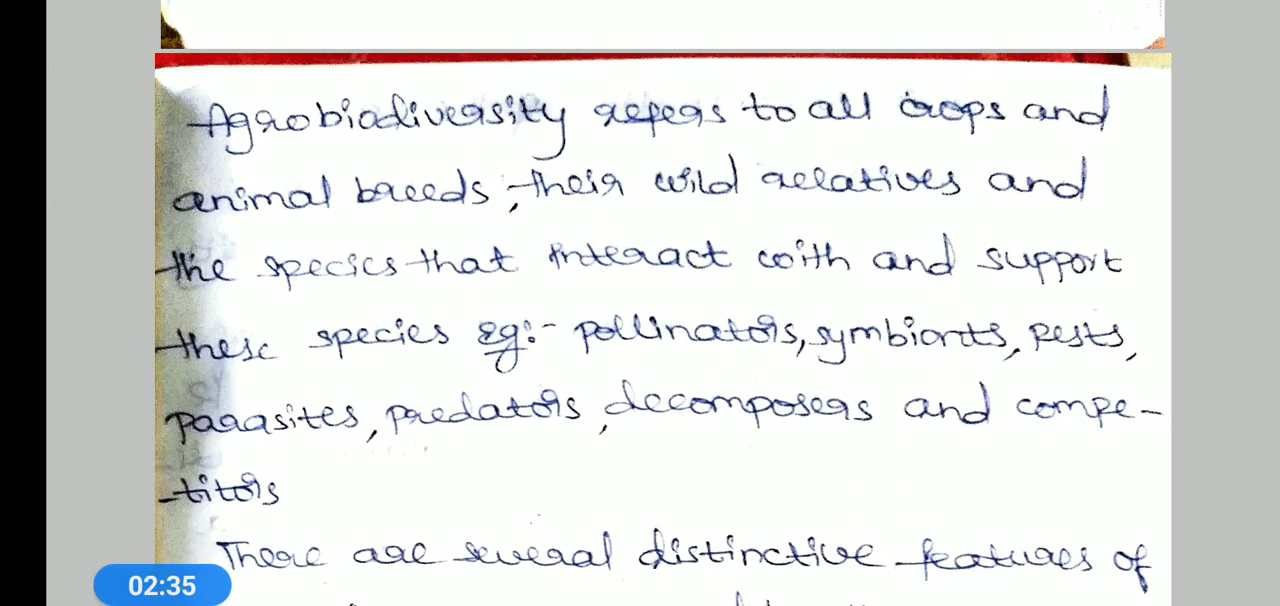 Agrobiodiversity refers to all crops and
animal breeds, their wild relatives and
the species that interact with and support
these species eg:- pollinators, symbionts, pests,
parasites, predators, decomposers and compe-
-titors
There are several distinctive features of
02:35